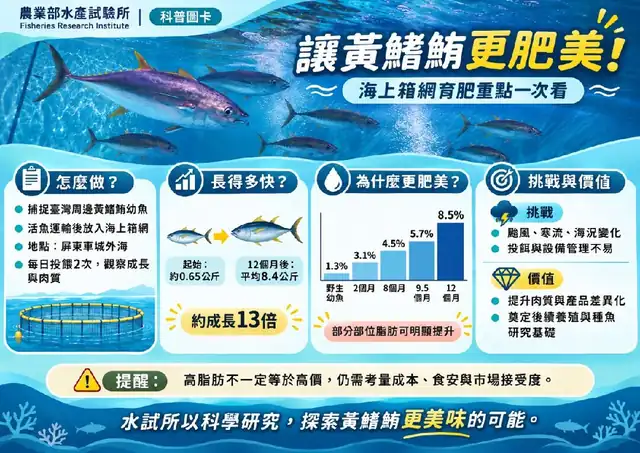 農業部水產試驗所
Fisheries Research Institute
科普圖卡
讓黃鰭鮪更肥美!
海上箱網育肥重點一次看
怎麼做?
捕捉臺灣周邊黃鰭鮪幼魚
活魚運輸後放入海上箱網
地點:屏東車城外海
每日投餵2次,觀察成長
與肉質
長得多快?
起始:
約0.65公斤
12個月後:
平均8.4公斤
約成長13倍
為什麼更肥美?
1.3%
3.1%
4.5%
5.7%
8.5%
野生
幼魚
2個月
8個月
9.5
個月
12
個月
部分部位脂肪可明顯提升
挑戰與價值
挑戰
颱風、寒流、海況變化
投餌與設備管理不易
價值
提升肉質與產品差異化
奠定後續養殖與種魚
研究基礎
提醒:
高脂肪不一定等於高價,仍需考量成本、食安與市場接受度。
水試所以科學研究,探索黃鰭鮪更美味的可能。